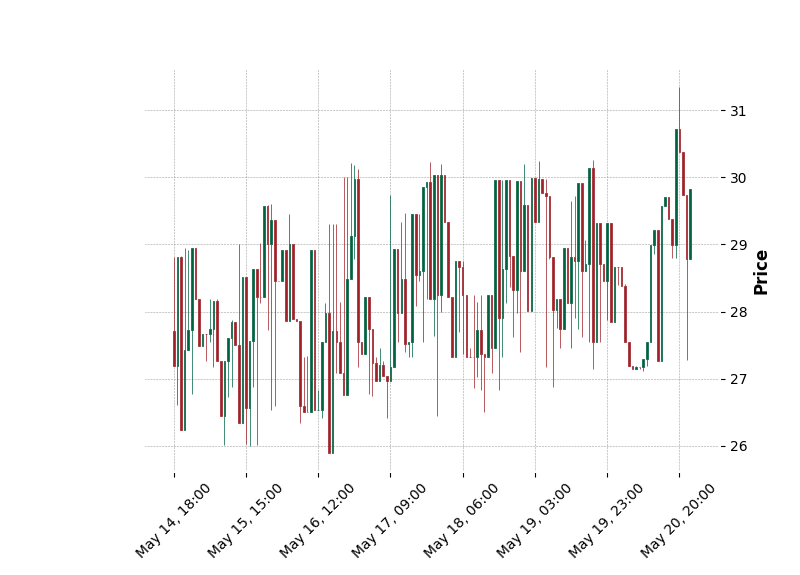 31
30
29
28
27
26
Price
May 14, 18:00
May 15, 15:00
May 16, 12:00
May 17, 09:00
May 18, 06:00
May 19, 03:00
May 19, 23:00
May 20, 20:00